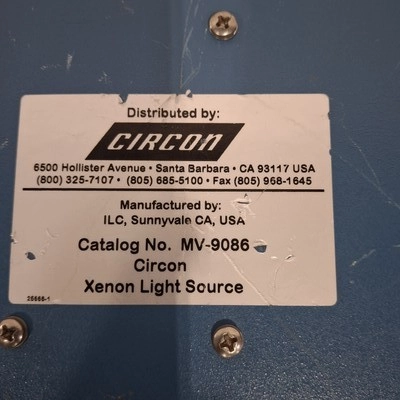 Distributed by:
CIRCON
6500 Hollister Avenue • Santa Barbara • CA 93117 USA
(800) 325-7107 • (805) 685-5100 • Fax (805) 968-1645
Manufactured by:
ILC, Sunnyvale CA, USA
Catalog No. MV-9086
Circon
Xenon Light Source
25665-1